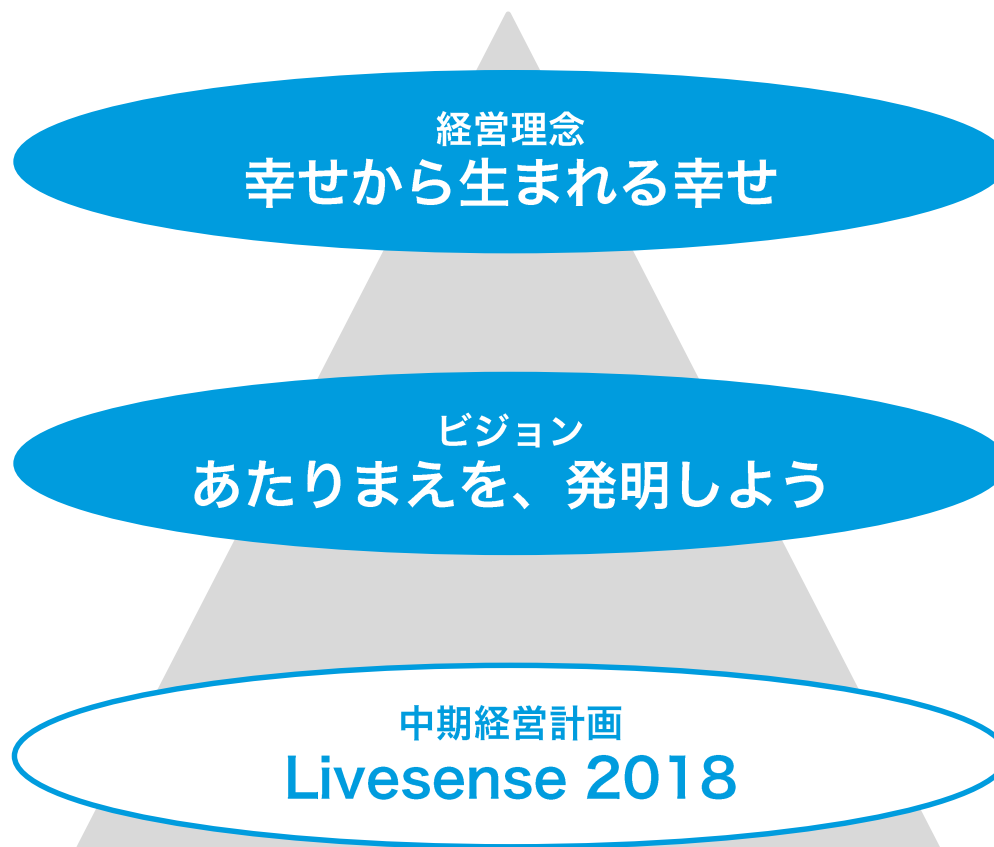 経営理念
幸せから生まれる幸せ
ビジョン
あたりまえを、発明しよう
中期経営計画
Livesense 2018